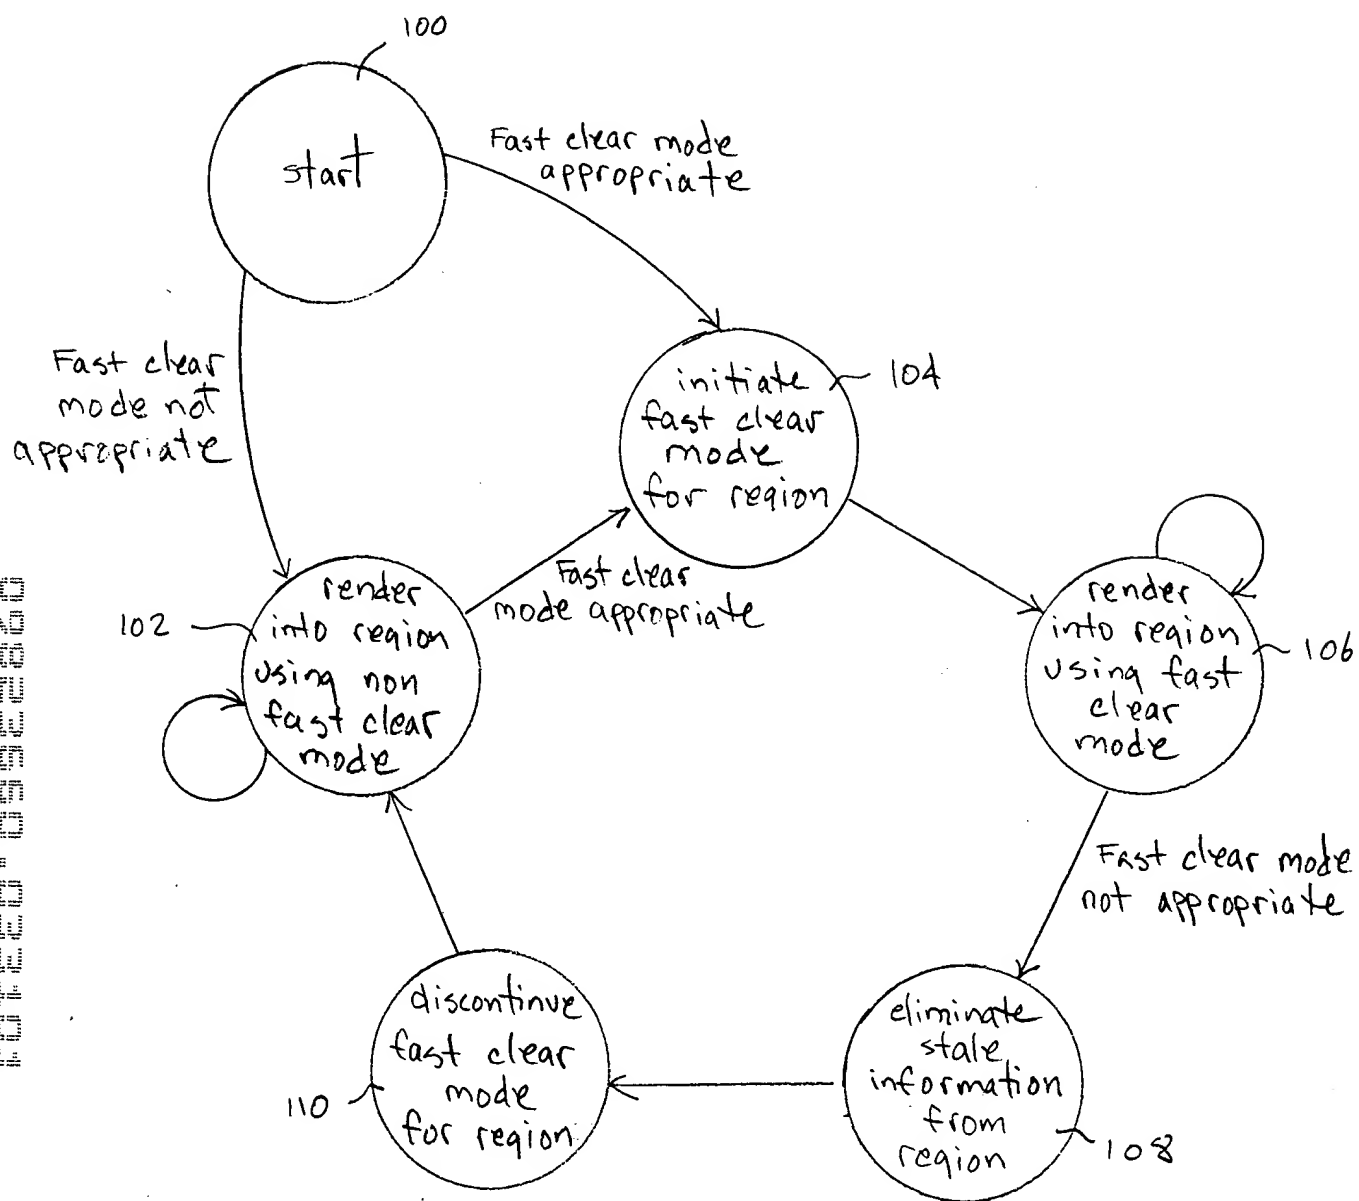 100
start
Fast clear mode
appropriate
Fast clear
mode not
appropriate
initiate
fast clear
mode
for region
104
Fast clear
mode appropriate
102
render
into region
using non
fast clear
mode
render
into region
using fast
clear
mode
106
Fast clear mode
not appropriate
discontinue
fast clear
mode
for region
110
eliminate
stale
information
from
region
108